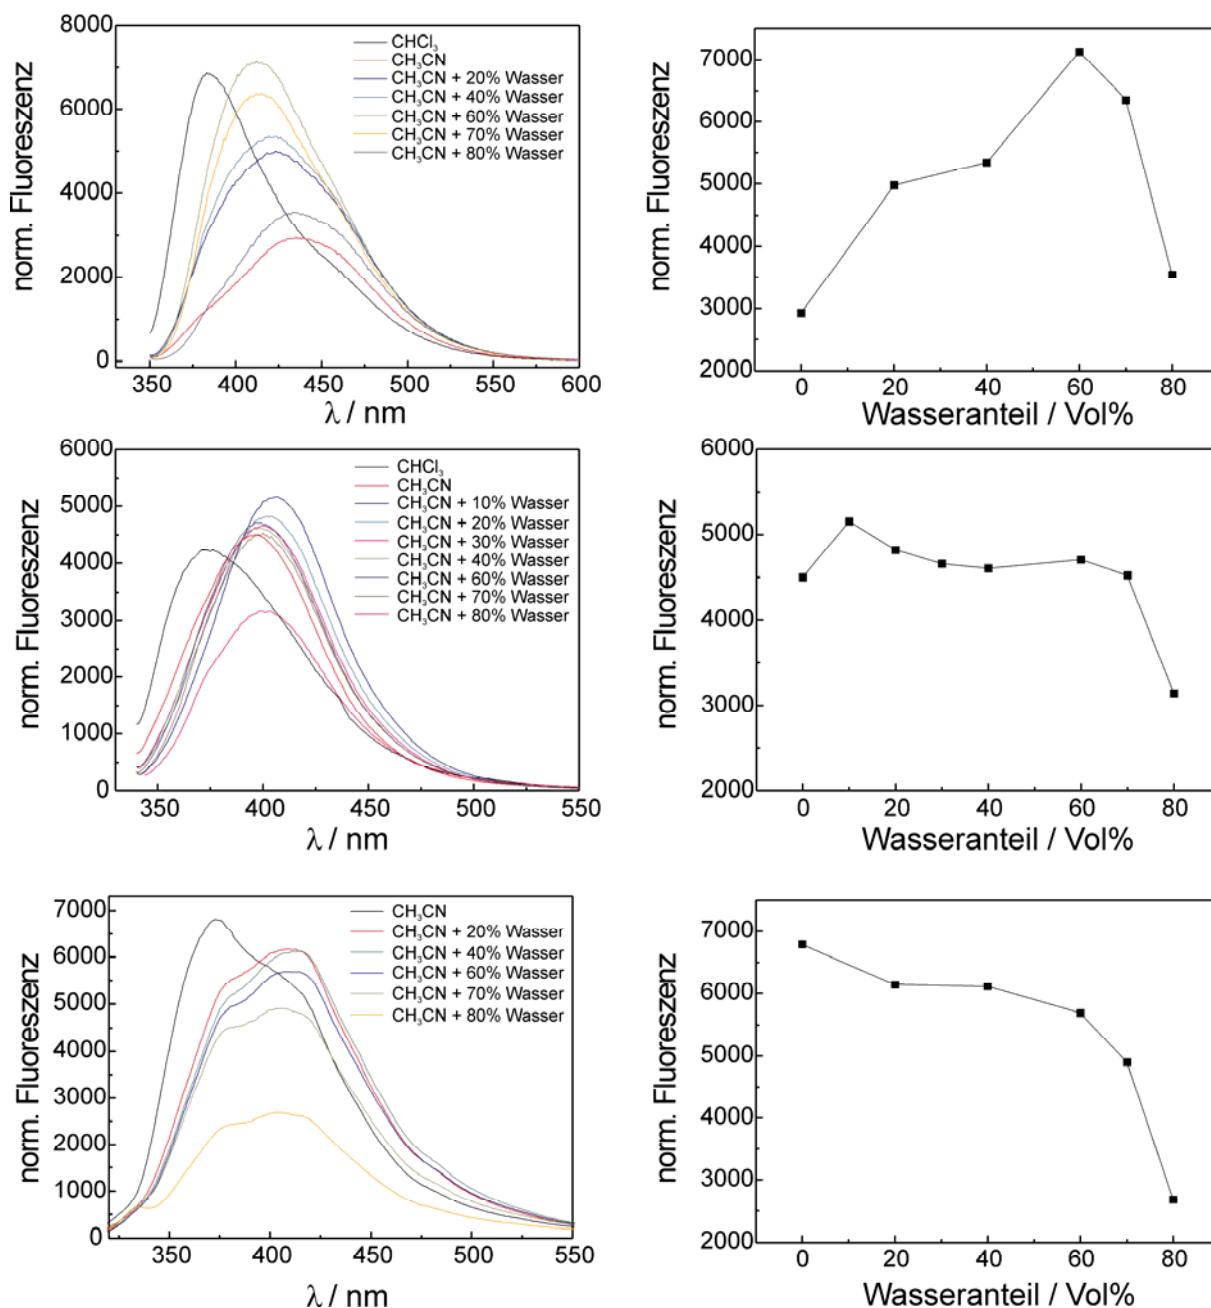 norm. Fluoreszenz
8000
6000
4000
2000
0
350
400
450
500
550
600
λ / nm
CHCl₃
CH₃CN
CH₃CN + 20% Wasser
CH₃CN + 40% Wasser
CH₃CN + 60% Wasser
CH₃CN + 70% Wasser
CH₃CN + 80% Wasser
norm. Fluoreszenz
7000
6000
5000
4000
3000
2000
0
20
40
60
80
Wasseranteil / Vol%
norm. Fluoreszenz
6000
5000
4000
3000
2000
1000
0
350
400
450
500
550
λ / nm
CHCl₃
CH₃CN
CH₃CN + 10% Wasser
CH₃CN + 20% Wasser
CH₃CN + 30% Wasser
CH₃CN + 40% Wasser
CH₃CN + 60% Wasser
CH₃CN + 70% Wasser
CH₃CN + 80% Wasser
norm. Fluoreszenz
6000
5000
4000
3000
2000
0
20
40
60
80
Wasseranteil / Vol%
norm. Fluoreszenz
7000
6000
5000
4000
3000
2000
1000
0
350
400
450
500
550
λ / nm
CH₃CN
CH₃CN + 20% Wasser
CH₃CN + 40% Wasser
CH₃CN + 60% Wasser
CH₃CN + 70% Wasser
CH₃CN + 80% Wasser
norm. Fluoreszenz
7000
6000
5000
4000
3000
2000
0
20
40
60
80
Wasseranteil / Vol%